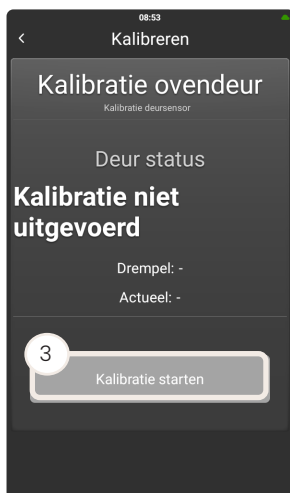 08:53
Kalibreren
Kalibratie ovendeur
Kalibratie deursensor
Deur status
Kalibratie niet
uitgevoerd
Drempel: -
Actueel: -
3
Kalibratie starten